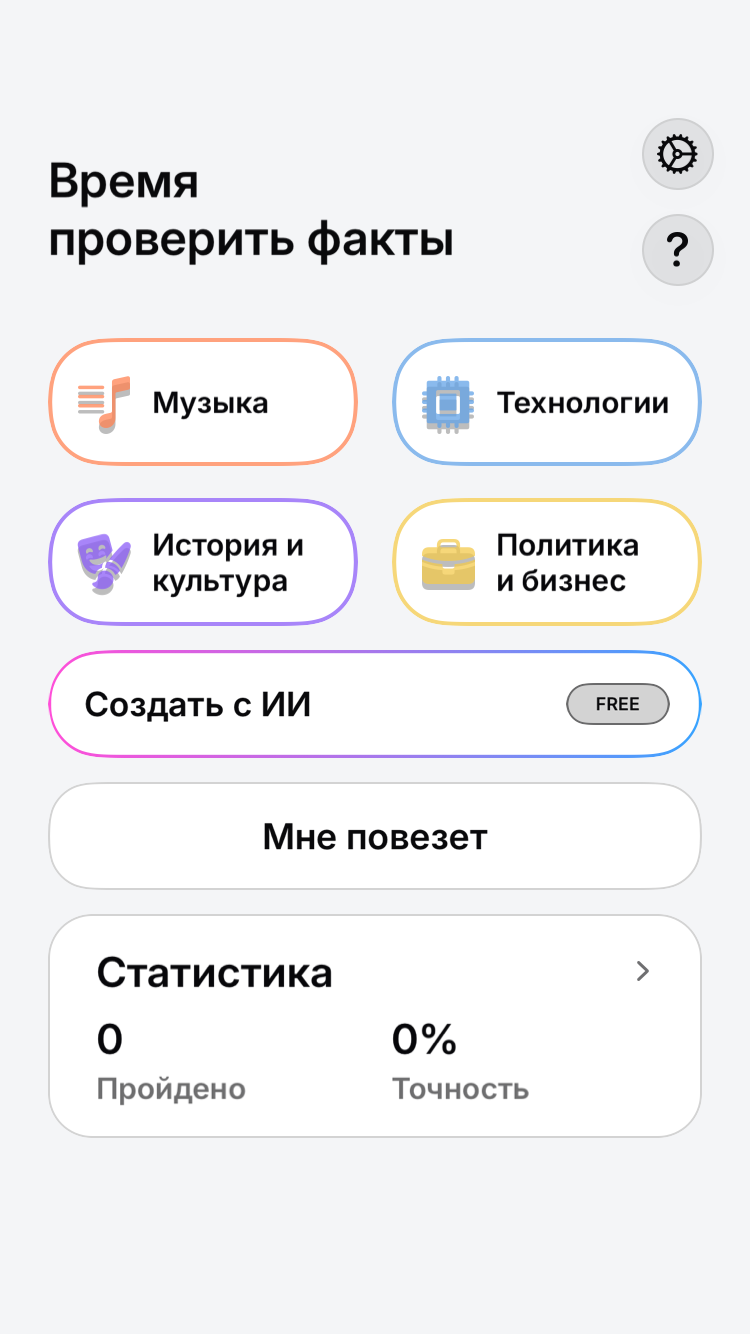 Время
проверить факты
?
Музыка
Технологии
История и
культура
Политика
и бизнес
Создать с ИИ
FREE
Мне повезет
Статистика
0
0%
Пройдено
Точность